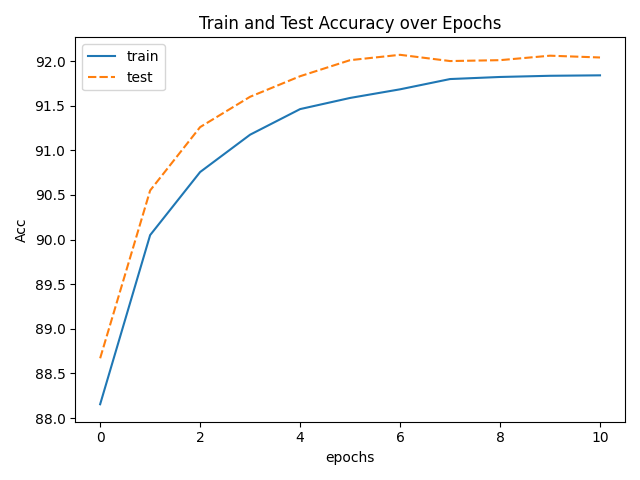 Train and Test Accuracy over Epochs
train
test
92.0
91.5
91.0
90.5
90.0
89.5
89.0
88.5
88.0
Acc
0 2 4 6 8 10
epochs